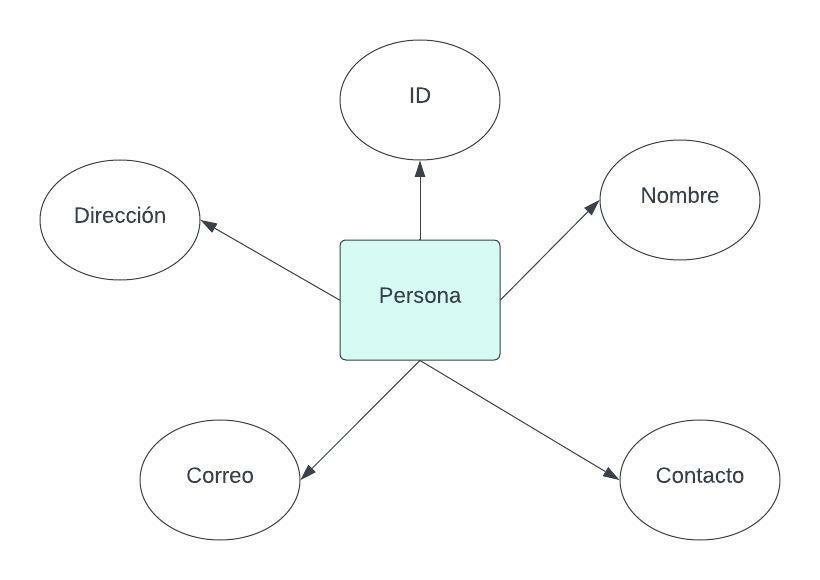 ID
Nombre
Dirección
Persona
Correo
Contacto